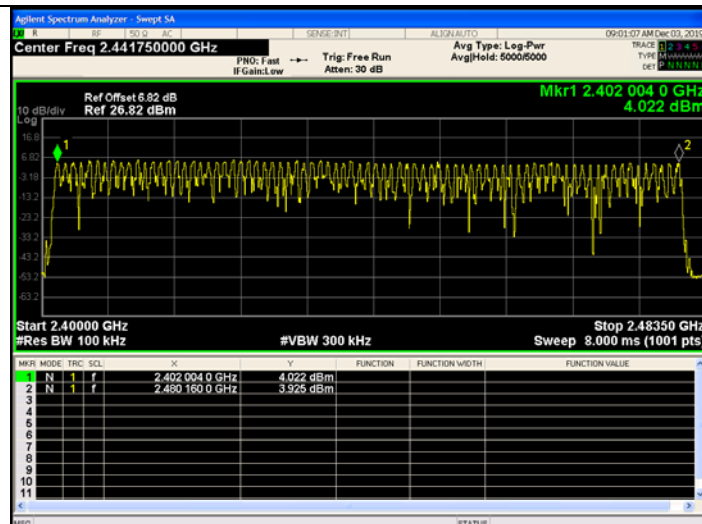 Agilent Spectrum Analyzer - Swept SA
R RF 50 Ω AC SENSE:INT ALIGN AUTO 09:01:07 AM Dec 03, 2019
Center Freq 2.441750000 GHz Avg Type: Log-Pwr TRACE 1 2 3 4 5
PNO: Fast Trig: Free Run Avg|Hold: 5000/5000 TYPE M
IFGain:Low Atten: 30 dB DET P N N N N
Mkr1 2.402 004 0 GHz
Ref Offset 6.82 dB
10 dB/div Ref 26.82 dBm 4.022 dBm
Log
16.8
6.82
1
2
-3.18
-13.2
-23.2
-33.2
-43.2
-53.2
-63.2
Start 2.40000 GHz Stop 2.48350 GHz
#Res BW 100 kHz #VBW 300 kHz Sweep 8.000 ms (1001 pts)
MKR MODE TRC SCL X Y FUNCTION FUNCTION WIDTH FUNCTION VALUE
1 N 1 f 2.402 004 0 GHz 4.022 dBm
2 N 1 f 2.480 160 0 GHz 3.925 dBm
3
4
5
6
7
8
9
10
11
MSG STATUS